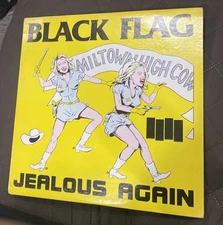 BLACK FLAG
MILTOWN HIGH COW
JEALOUS AGAIN